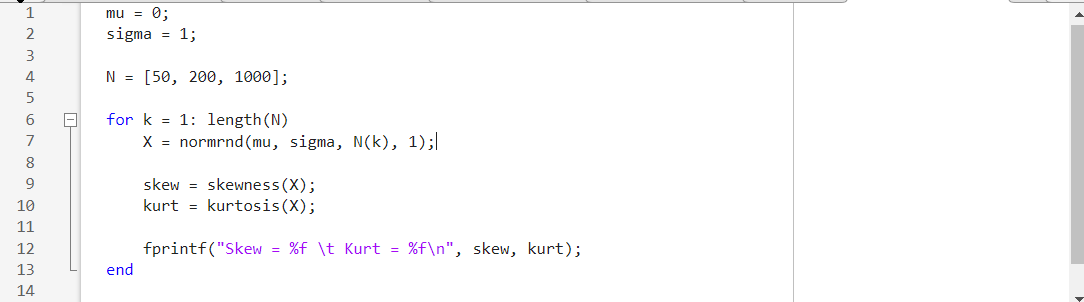 1 mu = 0;
2 sigma = 1;
3
4 N = [50, 200, 1000];
5
6 for k = 1: length(N)
7 X = normrnd(mu, sigma, N(k), 1);
8
9 skew = skewness(X);
10 kurt = kurtosis(X);
11
12 fprintf("Skew = %f \t Kurt = %f\n", skew, kurt);
13 end
14